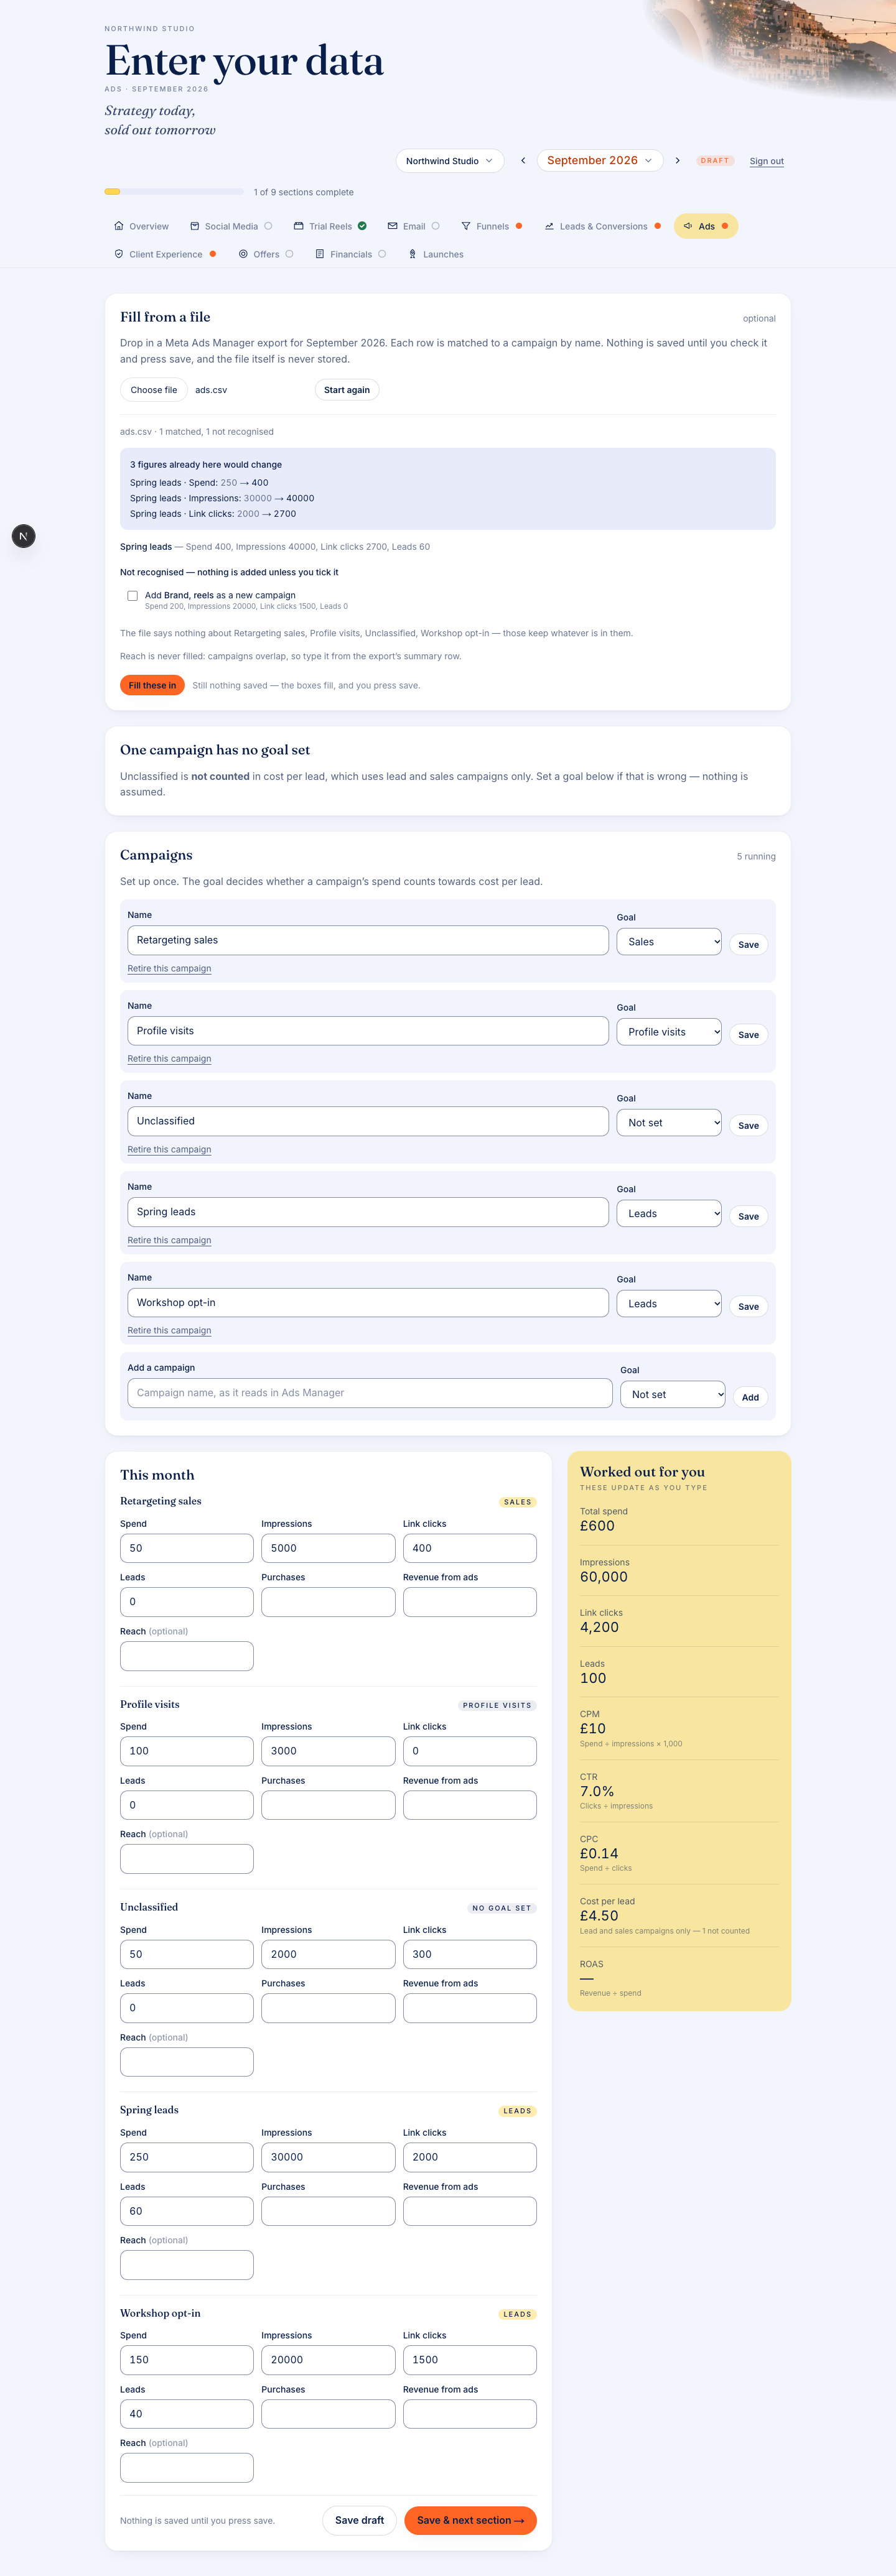 NORTHWIND STUDIO
Enter your data
ADS · SEPTEMBER 2026
Strategy today,
sold out tomorrow
Northwind Studio
September 2026
DRAFT
Sign out
1 of 9 sections complete
Overview
Social Media
Trial Reels
Email
Funnels
Leads & Conversions
Ads
Client Experience
Offers
Financials
Launches
Fill from a file
optional
Drop in a Meta Ads Manager export for September 2026. Each row is matched to a campaign by name. Nothing is saved until you check it
and press save, and the file itself is never stored.
Choose file ads.csv
Start again
ads.csv · 1 matched, 1 not recognised
3 figures already here would change
Spring leads · Spend: 250 → 400
Spring leads · Impressions: 30000 → 40000
Spring leads · Link clicks: 2000 → 2700
N
Spring leads — Spend 400, Impressions 40000, Link clicks 2700, Leads 60
Not recognised — nothing is added unless you tick it
Add Brand, reels as a new campaign
Spend 200, Impressions 20000, Link clicks 1500, Leads 0
The file says nothing about Retargeting sales, Profile visits, Unclassified, Workshop opt-in — those keep whatever is in them.
Reach is never filled: campaigns overlap, so type it from the export's summary row.
Fill these in
Still nothing saved — the boxes fill, and you press save.
One campaign has no goal set
Unclassified is not counted in cost per lead, which uses lead and sales campaigns only. Set a goal below if that is wrong — nothing is
assumed.
Campaigns
5 running
Set up once. The goal decides whether a campaign's spend counts towards cost per lead.
Name
Goal
Retargeting sales
Sales
Save
Retire this campaign
Name
Goal
Profile visits
Profile visits
Save
Retire this campaign
Name
Goal
Unclassified
Not set
Save
Retire this campaign
Name
Goal
Spring leads
Leads
Save
Retire this campaign
Name
Goal
Workshop opt-in
Leads
Save
Retire this campaign
Add a campaign
Goal
Campaign name, as it reads in Ads Manager
Not set
Add
This month
Retargeting sales
SALES
Spend Impressions Link clicks
50 5000 400
Leads Purchases Revenue from ads
0
Reach (optional)
Profile visits
PROFILE VISITS
Spend Impressions Link clicks
100 3000 0
Leads Purchases Revenue from ads
0
Reach (optional)
Unclassified
NO GOAL SET
Spend Impressions Link clicks
50 2000 300
Leads Purchases Revenue from ads
0
Reach (optional)
Spring leads
LEADS
Spend Impressions Link clicks
250 30000 2000
Leads Purchases Revenue from ads
60
Reach (optional)
Workshop opt-in
LEADS
Spend Impressions Link clicks
150 20000 1500
Leads Purchases Revenue from ads
40
Reach (optional)
Nothing is saved until you press save.
Save draft
Save & next section →
Worked out for you
THESE UPDATE AS YOU TYPE
Total spend
£600
Impressions
60,000
Link clicks
4,200
Leads
100
CPM
£10
Spend ÷ impressions × 1,000
CTR
7.0%
Clicks ÷ impressions
CPC
£0.14
Spend ÷ clicks
Cost per lead
£4.50
Lead and sales campaigns only — 1 not counted
ROAS
—
Revenue ÷ spend